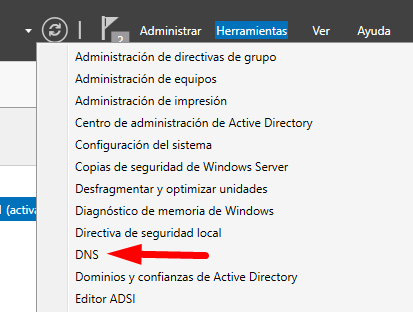 2
Administrar Herramientas Ver Ayuda
Administración de directivas de grupo
Administración de equipos
Administración de impresión
Centro de administración de Active Directory
Configuración del sistema
Copias de seguridad de Windows Server
Desfragmentar y optimizar unidades
Diagnóstico de memoria de Windows
(activa
Directiva de seguridad local
DNS
Dominios y confianzas de Active Directory
Editor ADSI